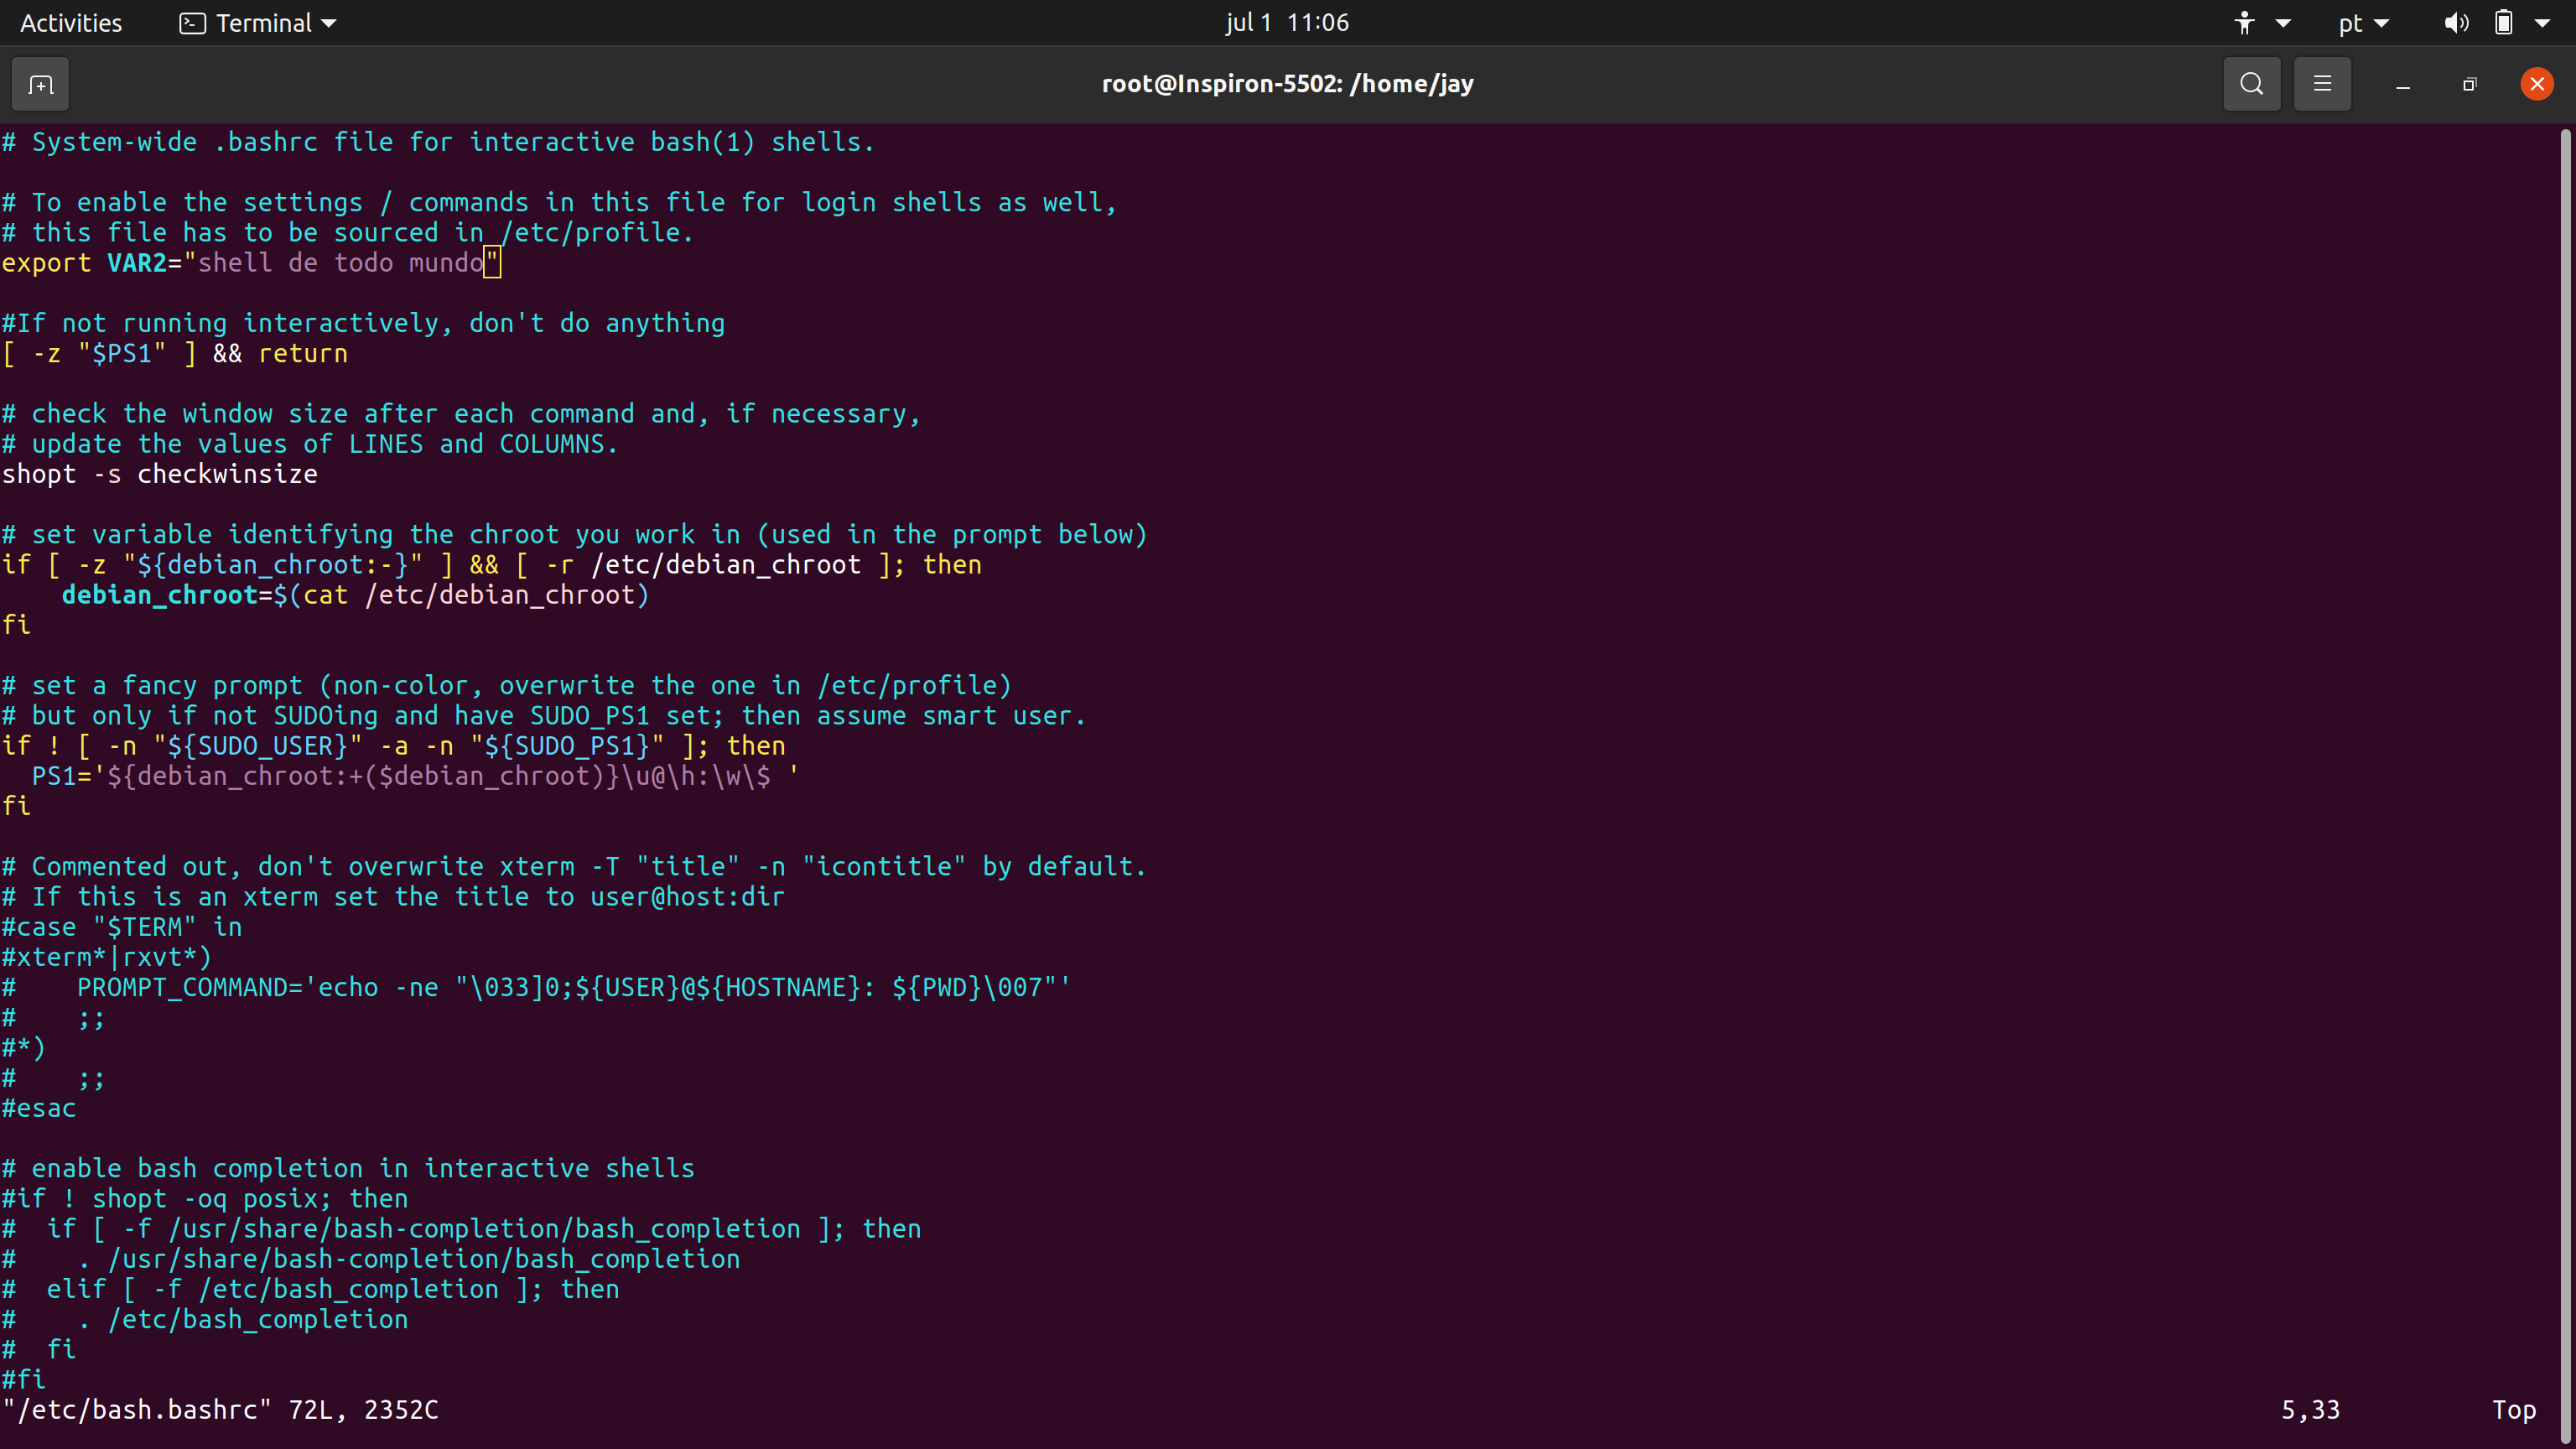 Activities Terminal jul 1 11:06 pt
root@Inspiron-5502: /home/jay
# System-wide .bashrc file for interactive bash(1) shells.
# To enable the settings / commands in this file for login shells as well,
# this file has to be sourced in /etc/profile.
export VAR2="shell de todo mundo"
#If not running interactively, don't do anything
[ -z "$PS1" ] && return
# check the window size after each command and, if necessary,
# update the values of LINES and COLUMNS.
shopt -s checkwinsize
# set variable identifying the chroot you work in (used in the prompt below)
if [ -z "${debian_chroot:-}" ] && [ -r /etc/debian_chroot ]; then
    debian_chroot=$(cat /etc/debian_chroot)
fi
# set a fancy prompt (non-color, overwrite the one in /etc/profile)
# but only if not SUDOing and have SUDO_PS1 set; then assume smart user.
if ! [ -n "${SUDO_USER}" -a -n "${SUDO_PS1}" ]; then
  PS1='${debian_chroot:+($debian_chroot)}\u@\h:\w\$ '
fi
# Commented out, don't overwrite xterm -T "title" -n "icontitle" by default.
# If this is an xterm set the title to user@host:dir
#case "$TERM" in
#xterm*|rxvt*)
#    PROMPT_COMMAND='echo -ne "\033]0;${USER}@${HOSTNAME}: ${PWD}\007"'
#    ;;
#*)
#    ;;
#esac
# enable bash completion in interactive shells
#if ! shopt -oq posix; then
#  if [ -f /usr/share/bash-completion/bash_completion ]; then
#    . /usr/share/bash-completion/bash_completion
#  elif [ -f /etc/bash_completion ]; then
#    . /etc/bash_completion
#  fi
#fi
"/etc/bash.bashrc" 72L, 2352C 5,33 Top